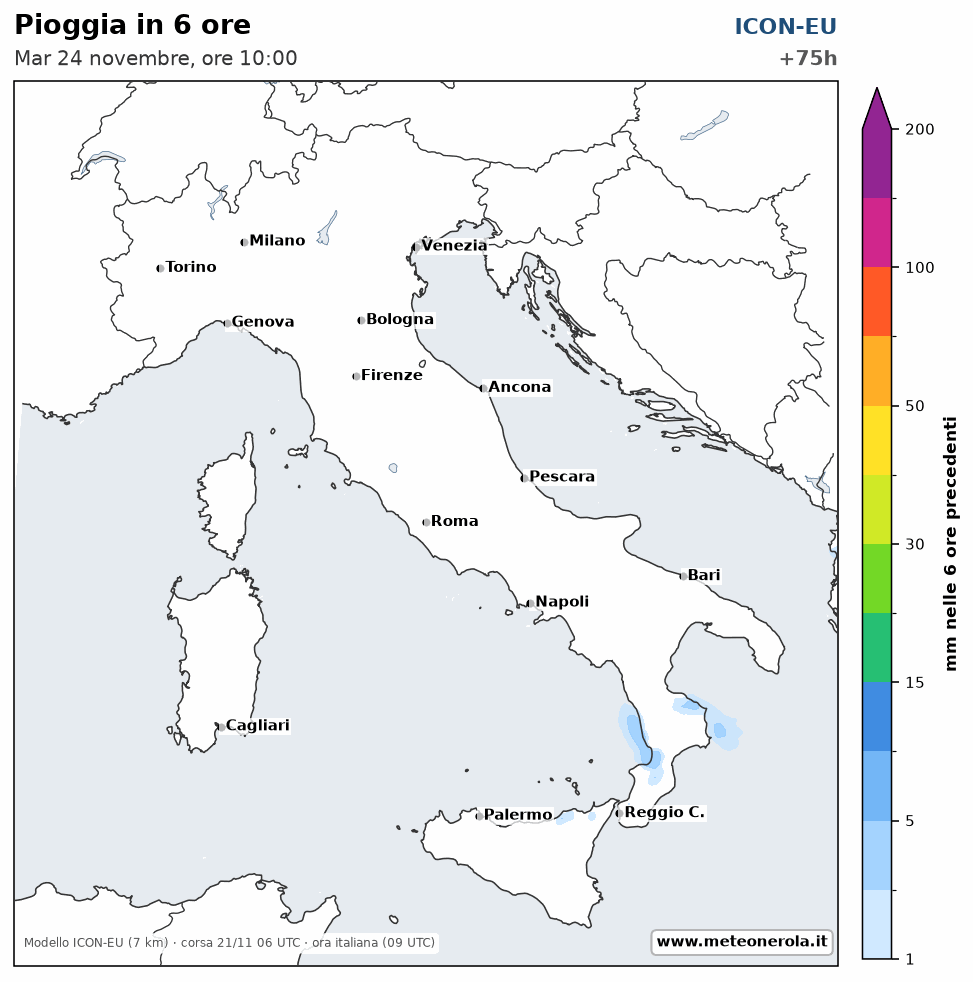 Pioggia in 6 ore
ICON-EU
Mar 24 novembre, ore 10:00
+75h
200
Milano
Venezia
Torino
100
Genova
Bologna
Firenze
Ancona
50
Pescara
Roma
30
Bari
Napoli
mm nelle 6 ore precedenti
15
Cagliari
Palermo
Reggio C.
5
Modello ICON-EU (7 km) · corsa 21/11 06 UTC · ora italiana (09 UTC)
www.meteonerola.it
1